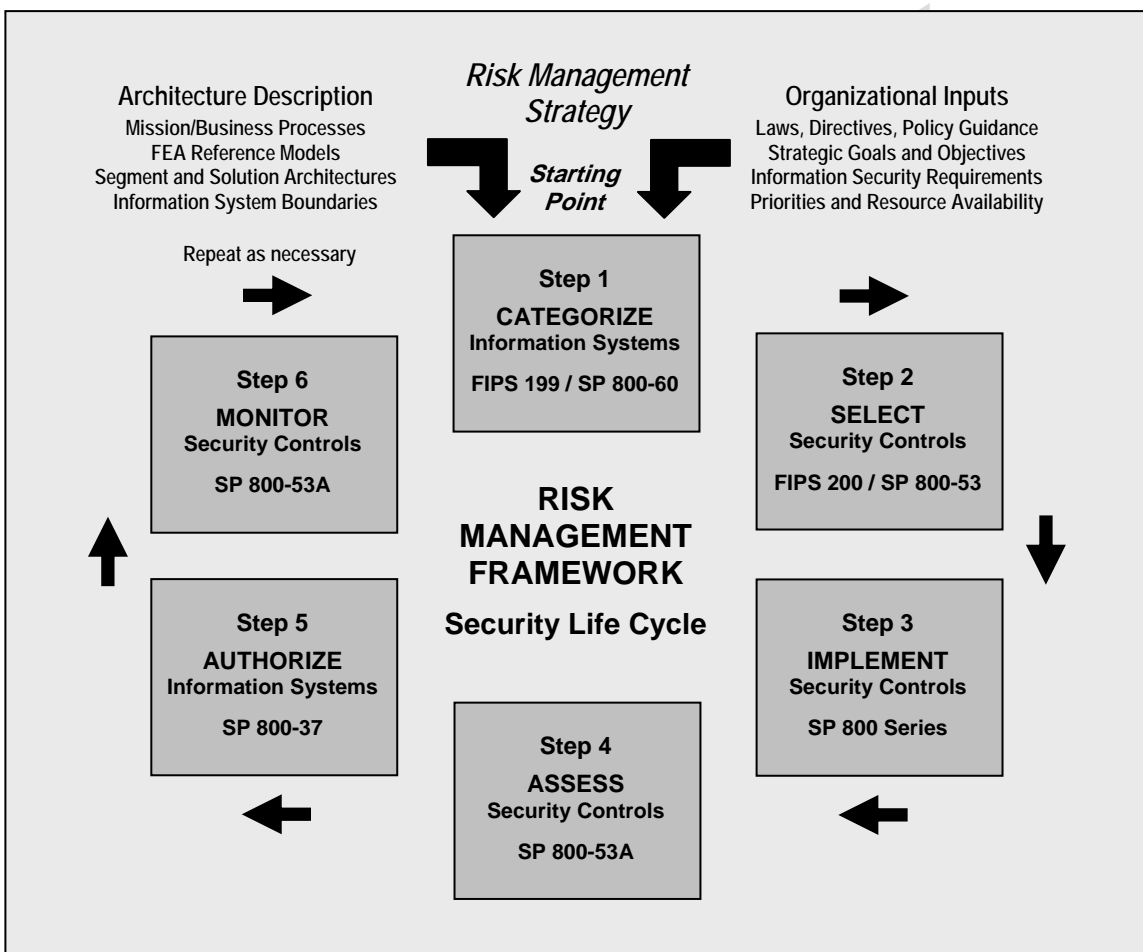 Risk Management
Strategy
Architecture Description
Mission/Business Processes
FEA Reference Models
Segment and Solution Architectures
Information System Boundaries
Organizational Inputs
Laws, Directives, Policy Guidance
Strategic Goals and Objectives
Information Security Requirements
Priorities and Resource Availability
Starting
Point
Repeat as necessary
Step 1
CATEGORIZE
Information Systems
FIPS 199 / SP 800-60
Step 2
SELECT
Security Controls
FIPS 200 / SP 800-53
Step 3
IMPLEMENT
Security Controls
SP 800 Series
Step 4
ASSESS
Security Controls
SP 800-53A
Step 5
AUTHORIZE
Information Systems
SP 800-37
Step 6
MONITOR
Security Controls
SP 800-53A
RISK
MANAGEMENT
FRAMEWORK
Security Life Cycle